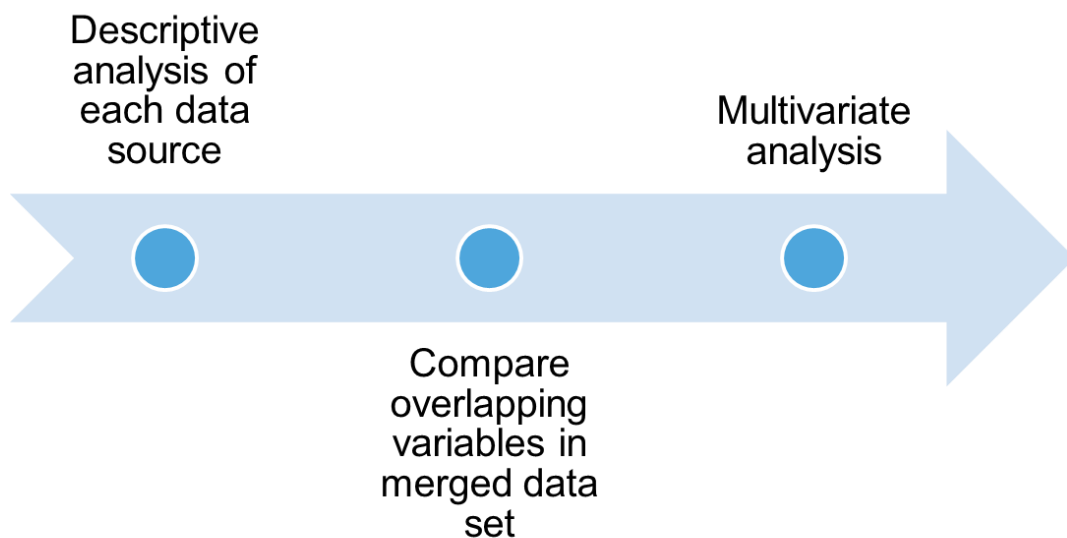 Descriptive
analysis of
each data
source
Compare
overlapping
variables in
merged data
set
Multivariate
analysis